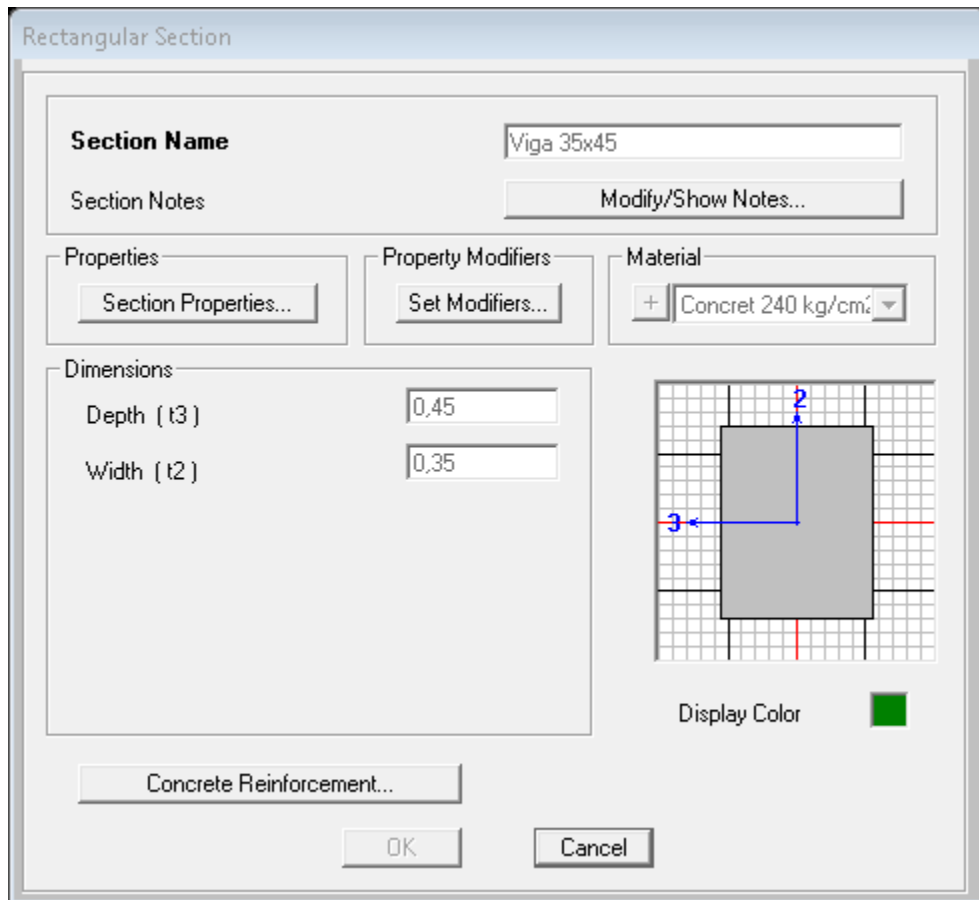 Rectangular Section
Section Name
Viga 35x45
Section Notes
Modify/Show Notes...
Properties
Section Properties...
Property Modifiers
Set Modifiers...
Material
+
Concret 240 kg/cm
Dimensions
Depth ( t3 )
0,45
Width ( t2 )
0,35
2
3
Display Color
Concrete Reinforcement...
OK
Cancel